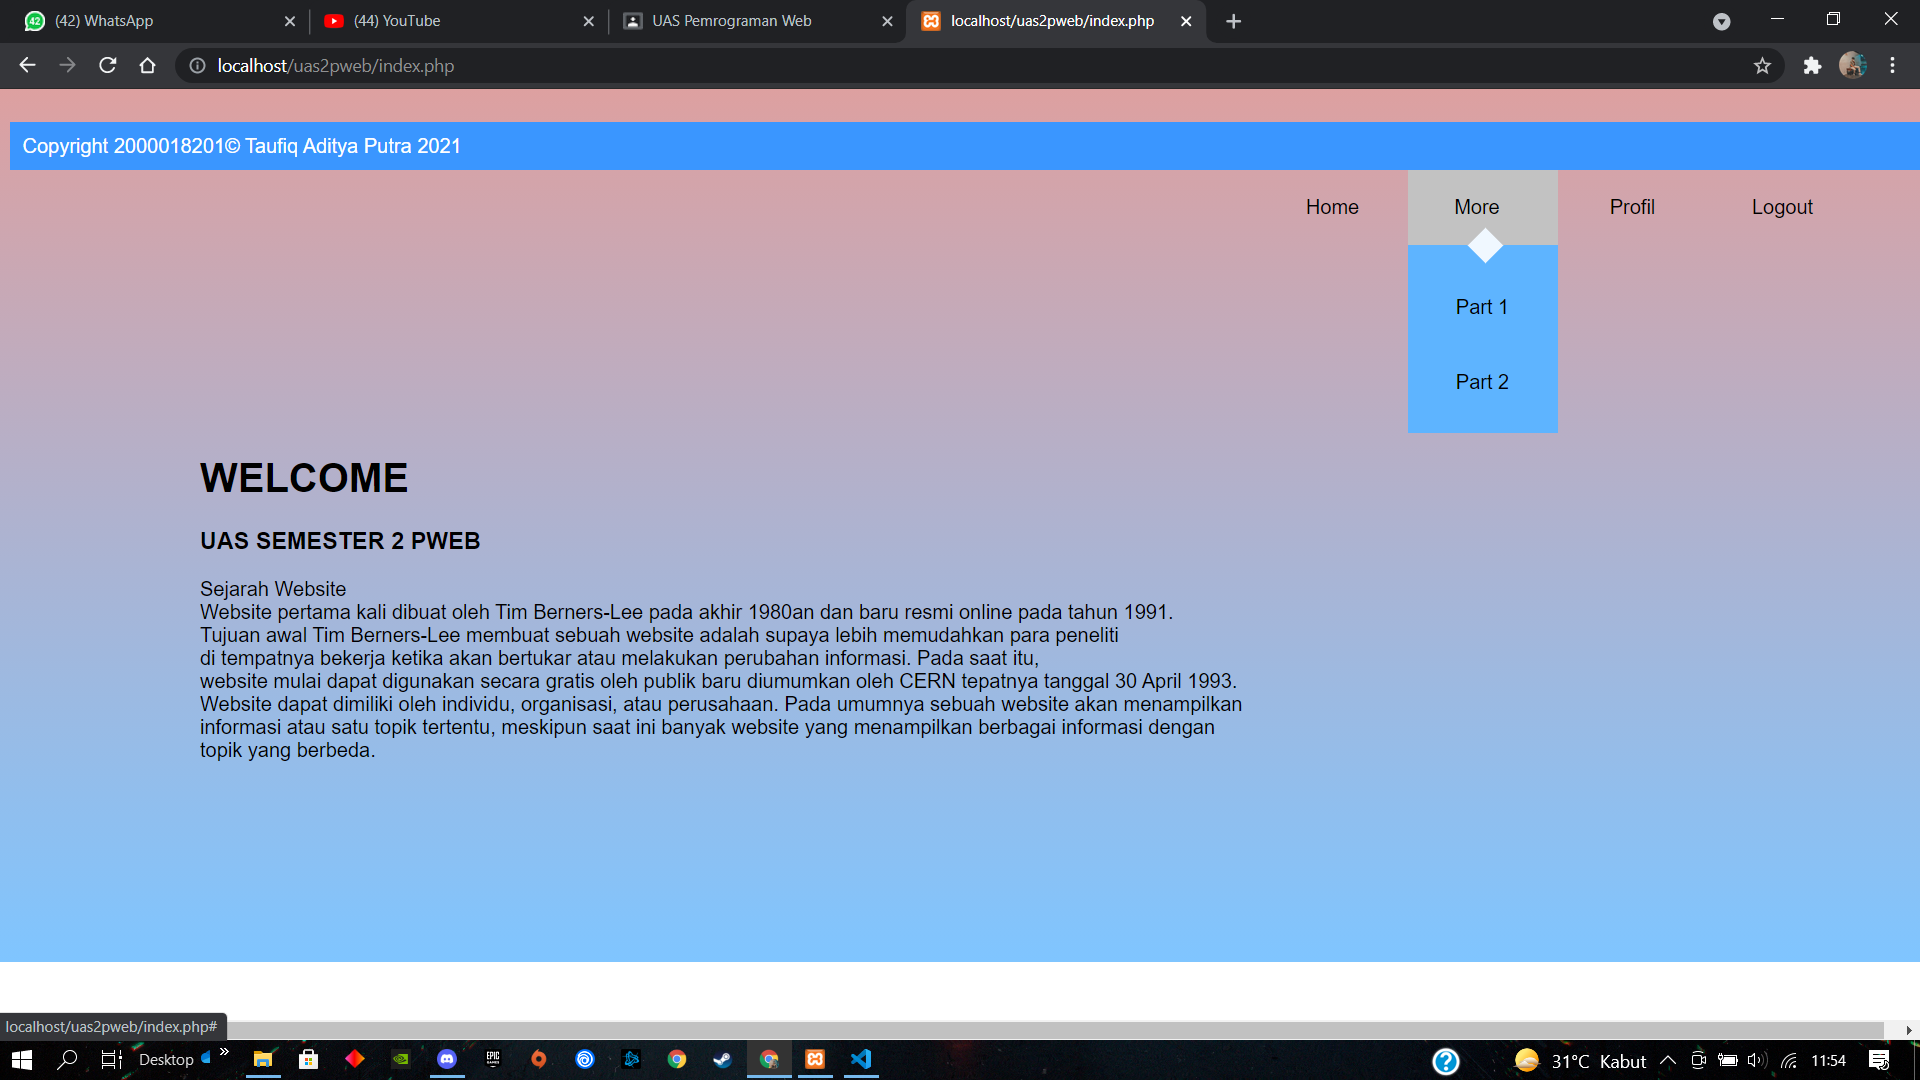 (42) WhatsApp
(44) YouTube
UAS Pemrograman Web
localhost/uas2pweb/index.php
localhost/uas2pweb/index.php
Copyright 2000018201© Taufiq Aditya Putra 2021
Home
More
Profil
Logout
Part 1
Part 2
WELCOME
UAS SEMESTER 2 PWEB
Sejarah Website
Website pertama kali dibuat oleh Tim Berners-Lee pada akhir 1980an dan baru resmi online pada tahun 1991.
Tujuan awal Tim Berners-Lee membuat sebuah website adalah supaya lebih memudahkan para peneliti
di tempatnya bekerja ketika akan bertukar atau melakukan perubahan informasi. Pada saat itu,
website mulai dapat digunakan secara gratis oleh publik baru diumumkan oleh CERN tepatnya tanggal 30 April 1993.
Website dapat dimiliki oleh individu, organisasi, atau perusahaan. Pada umumnya sebuah website akan menampilkan
informasi atau satu topik tertentu, meskipun saat ini banyak website yang menampilkan berbagai informasi dengan
topik yang berbeda.
localhost/uas2pweb/index.php#
Desktop
EPIC GAMES
31°C Kabut
11:54